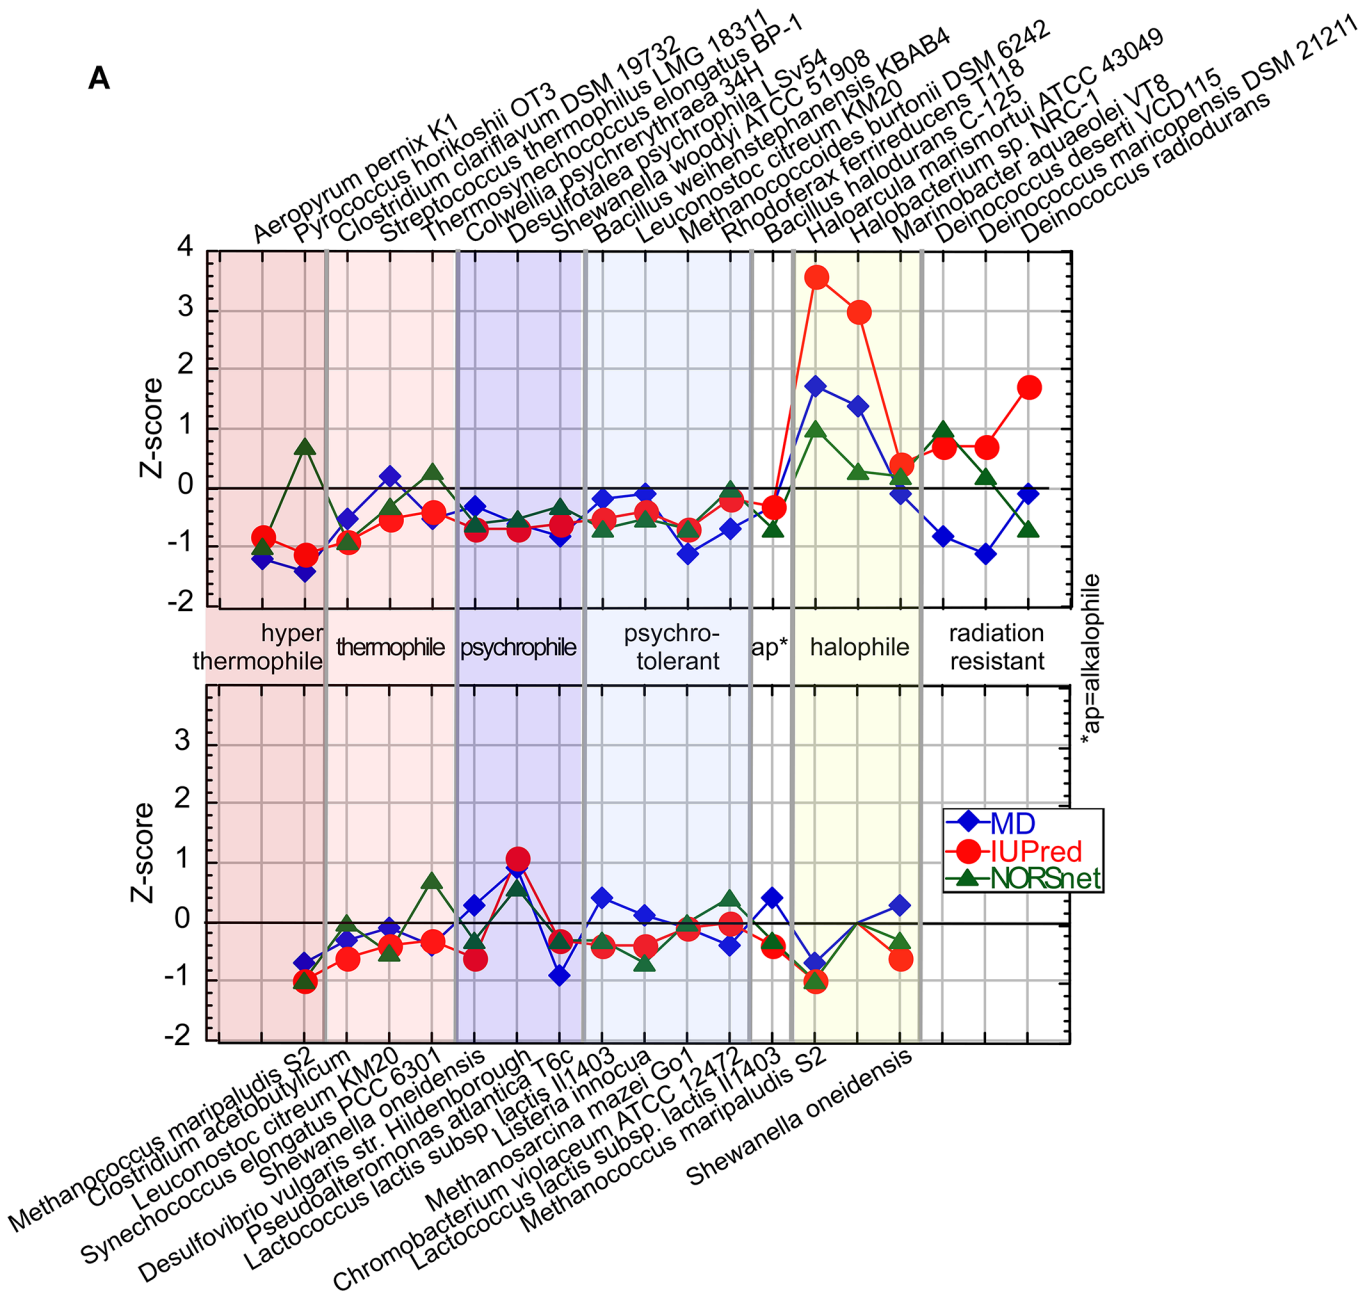 A
Aeropyrum pernix K1
Pyrococcus horikoshii OT3
Clostridium clariflavum DSM 19732
Streptococcus thermophilus LMG 18311
Thermosynechococcus elongatus BP-1
Colwellia psychrerythraea 34H
Desulfotalea psychrophila LSv54
Shewanella woodyi ATCC 51908
Bacillus weihenstephanensis KBAB4
Leuconostoc citreum KM20
Methanococcoides burtonii DSM 6242
Rhodoferax ferrireducens T118
Bacillus halodurans C-125
Haloarcula marismortui ATCC 43049
Halobacterium sp. NRC-1
Marinobacter aquaeolei VT8
Deinococcus deserti VCD115
Deinococcus maricopensis DSM 21211
Deinococcus radiodurans
4
3
2
1
0
-1
-2
Z-score
hyper
thermophile
thermophile
psychrophile
psychro-
tolerant
ap*
halophile
radiation
resistant
*ap=alkalophile
3
2
1
0
-1
-2
Z-score
MD
IUPred
NORSnet
Methanococcus maripaludis S2
Clostridium acetobutylicum
Leuconostoc citreum KM20
Synechococcus elongatus PCC 6301
Shewanella oneidensis
Desulfovibrio vulgaris str. Hildenborough
Pseudoalteromonas atlantica T6c
Lactococcus lactis subsp. lactis Il1403
Listeria innocua
Methanosarcina mazei Go1
Chromobacterium violaceum ATCC 12472
Lactococcus lactis subsp. lactis Il1403
Methanococcus maripaludis S2
Shewanella oneidensis